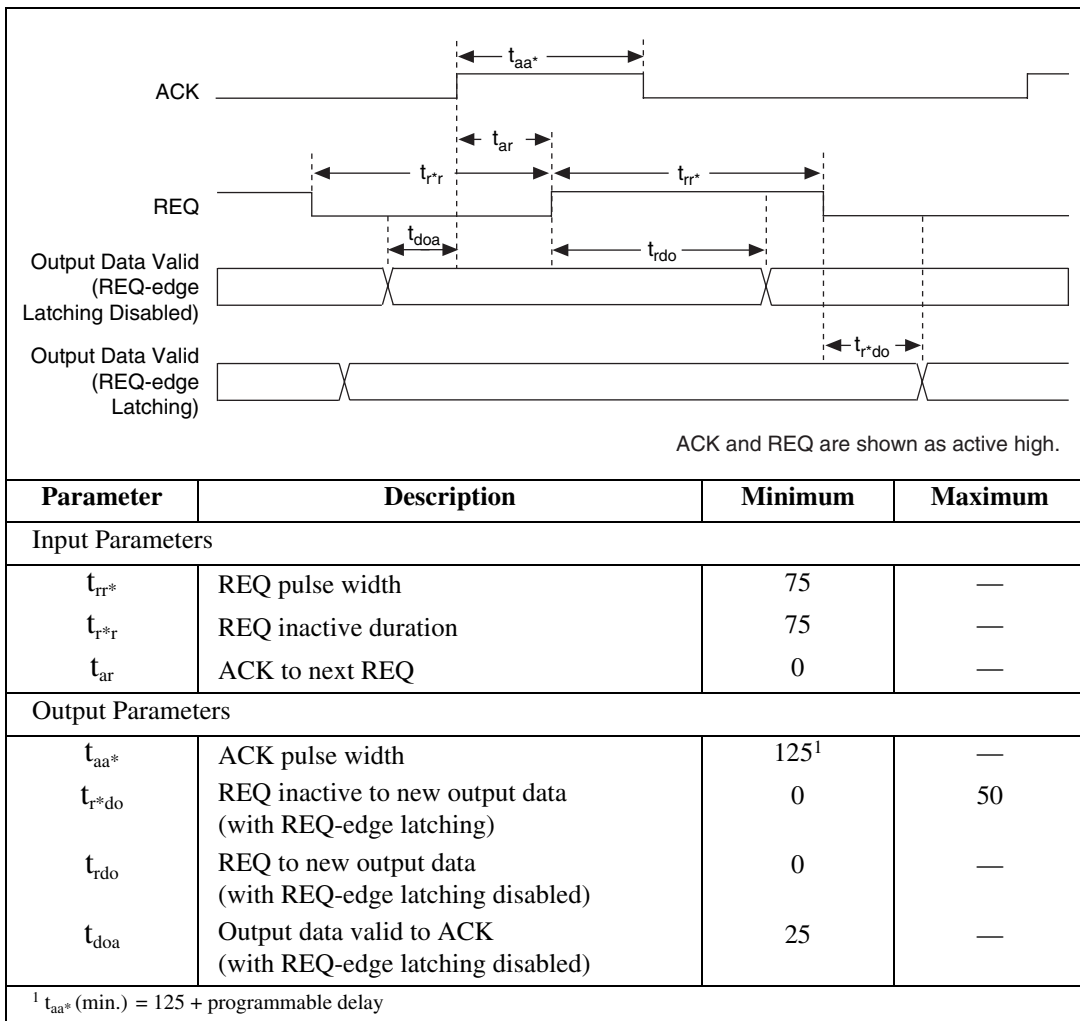 t_aa*
ACK
t_ar
t_r*r
t_rr*
REQ
t_doa
t_rdo
Output Data Valid
(REQ-edge
Latching Disabled)
t_r*do
Output Data Valid
(REQ-edge
Latching)
ACK and REQ are shown as active high.
Parameter Description Minimum Maximum
Input Parameters
t_rr* REQ pulse width 75 —
t_r*r REQ inactive duration 75 —
t_ar ACK to next REQ 0 —
Output Parameters
t_aa* ACK pulse width 125¹ —
t_r*do REQ inactive to new output data 0 50
(with REQ-edge latching)
t_rdo REQ to new output data 0 —
(with REQ-edge latching disabled)
t_doa Output data valid to ACK 25 —
(with REQ-edge latching disabled)
¹ t_aa* (min.) = 125 + programmable delay